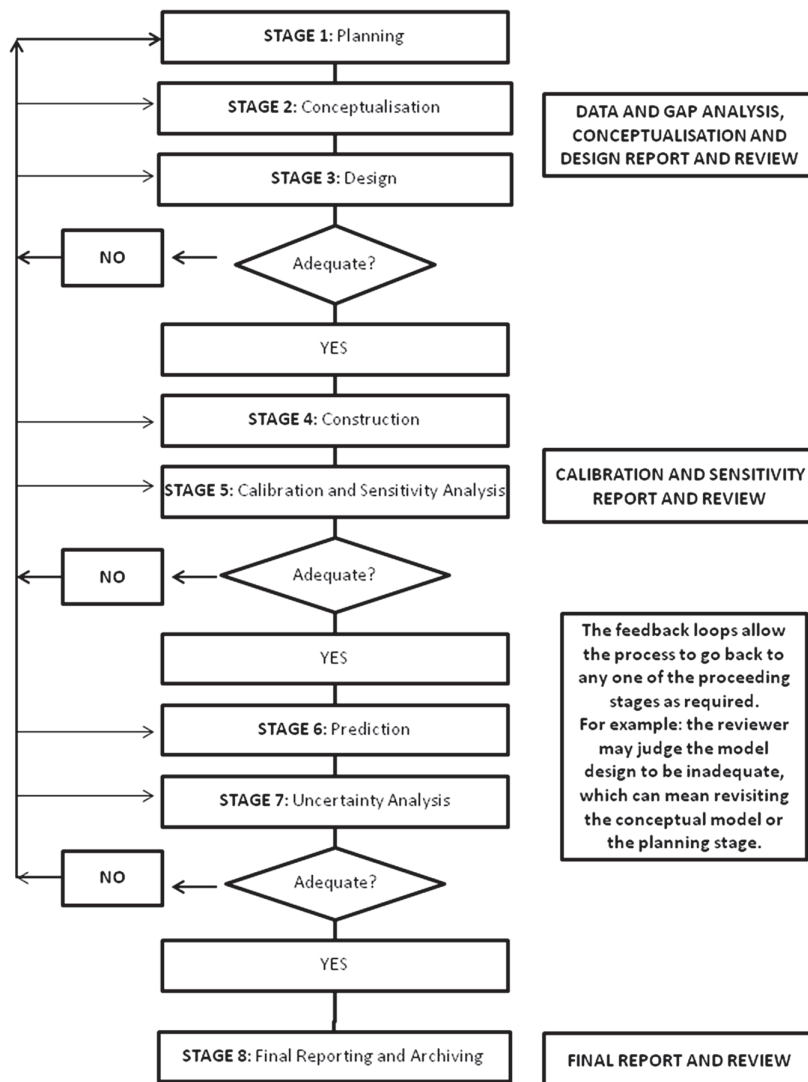 STAGE 1: Planning
STAGE 2: Conceptualisation
DATA AND GAP ANALYSIS,
CONCEPTUALISATION AND
DESIGN REPORT AND REVIEW
STAGE 3: Design
NO
Adequate?
YES
STAGE 4: Construction
STAGE 5: Calibration and Sensitivity Analysis
CALIBRATION AND SENSITIVITY
REPORT AND REVIEW
NO
Adequate?
YES
The feedback loops allow
the process to go back to
any one of the proceeding
stages as required.
For example: the reviewer
may judge the model
design to be inadequate,
which can mean revisiting
the conceptual model or
the planning stage.
STAGE 6: Prediction
STAGE 7: Uncertainty Analysis
NO
Adequate?
YES
STAGE 8: Final Reporting and Archiving
FINAL REPORT AND REVIEW